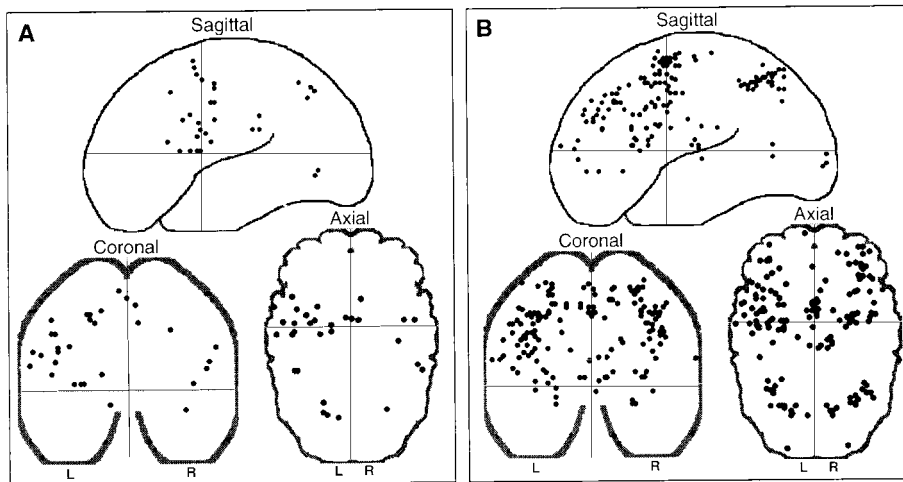 A
Sagittal
Coronal
Axial
L
R
L R
B
Sagittal
Coronal
Axial
L
R
L R